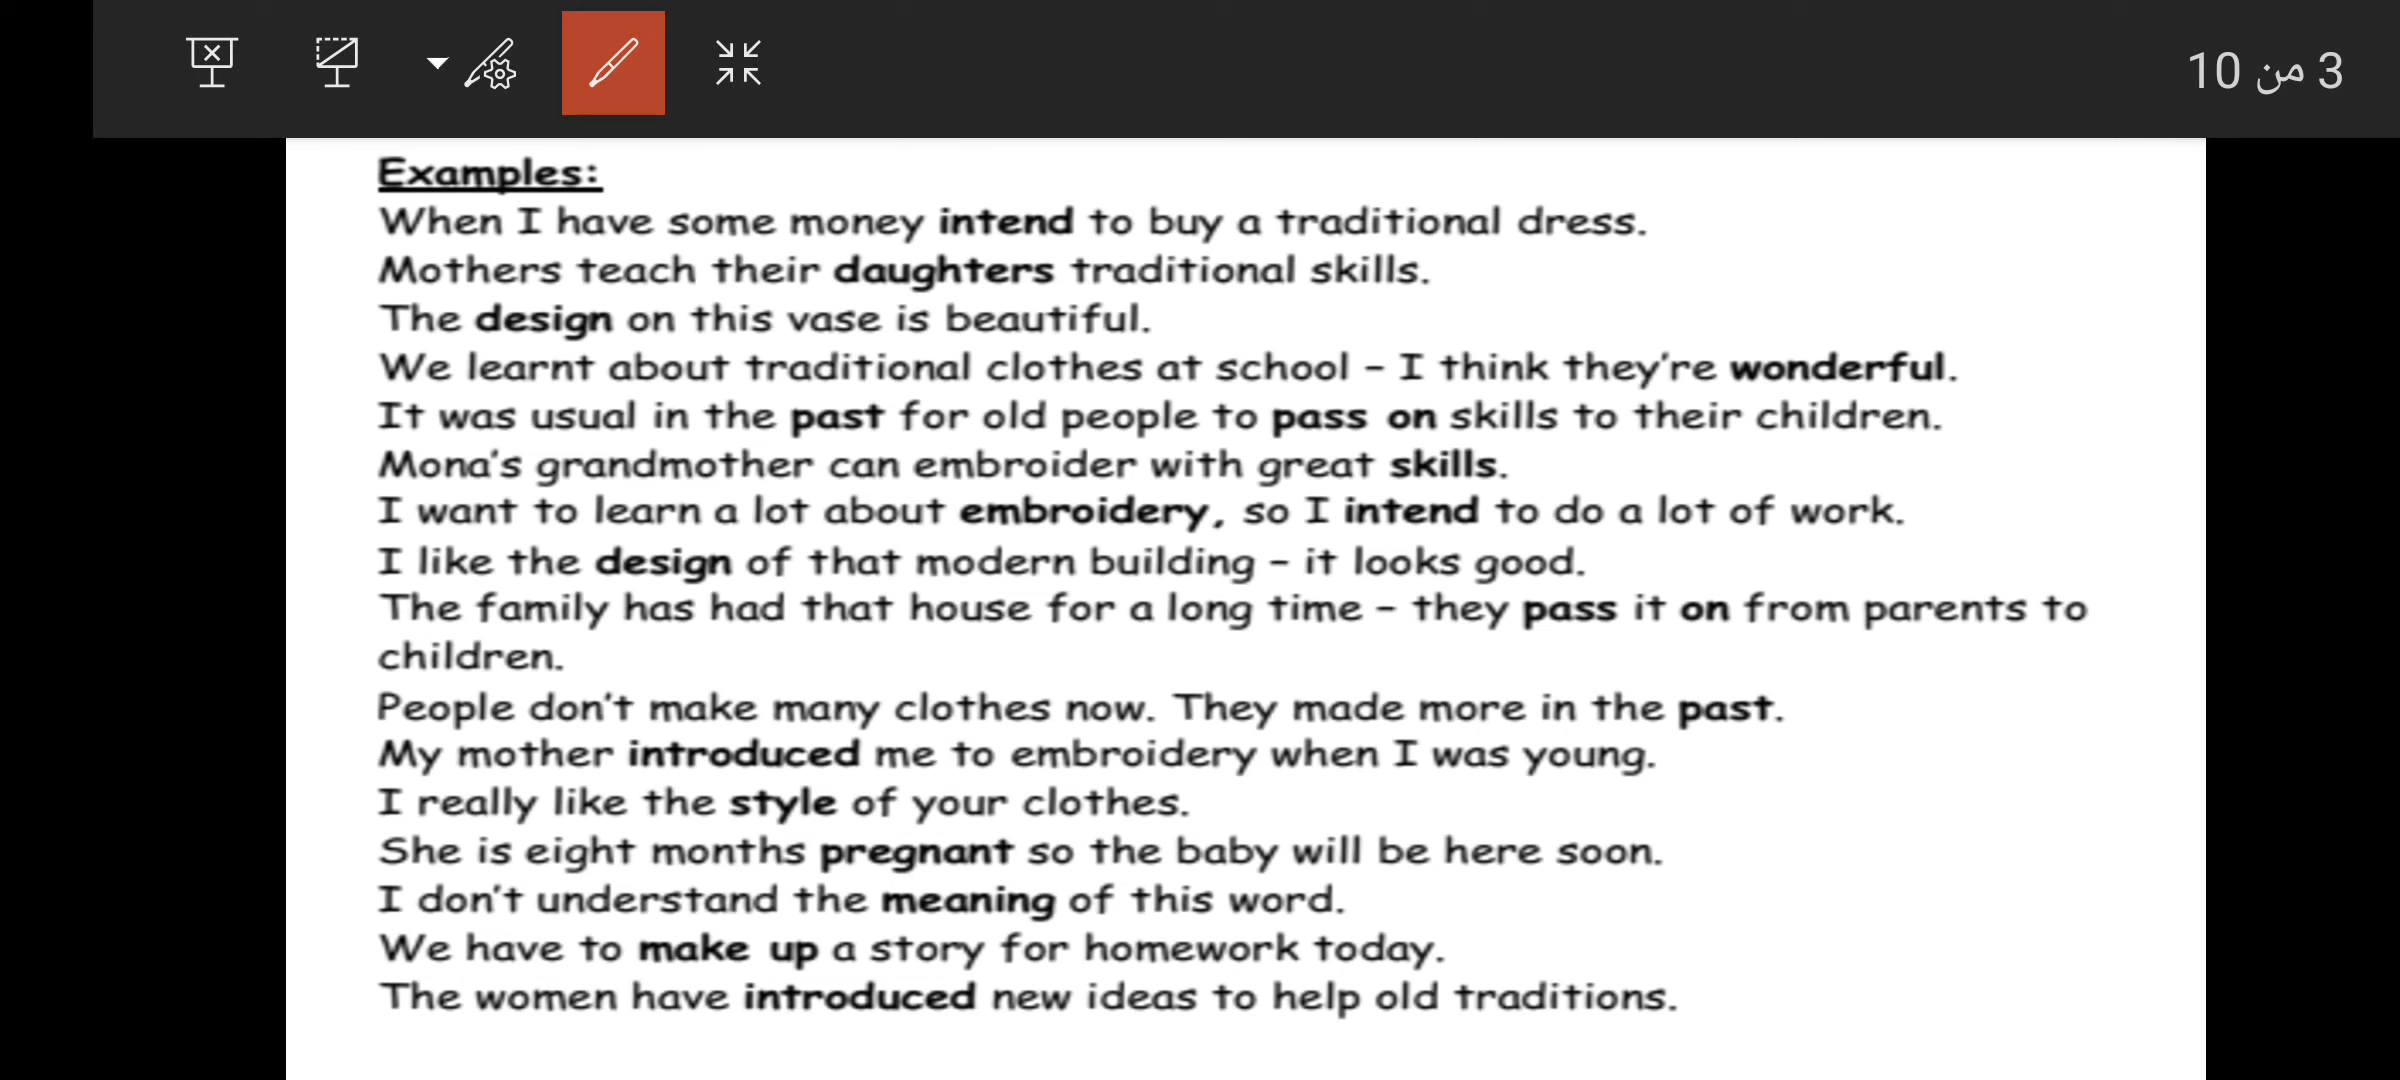 3 من 10
Examples:
When I have some money intend to buy a traditional dress.
Mothers teach their daughters traditional skills.
The design on this vase is beautiful.
We learnt about traditional clothes at school – I think they're wonderful.
It was usual in the past for old people to pass on skills to their children.
Mona's grandmother can embroider with great skills.
I want to learn a lot about embroidery, so I intend to do a lot of work.
I like the design of that modern building – it looks good.
The family has had that house for a long time – they pass it on from parents to
children.
People don't make many clothes now. They made more in the past.
My mother introduced me to embroidery when I was young.
I really like the style of your clothes.
She is eight months pregnant so the baby will be here soon.
I don't understand the meaning of this word.
We have to make up a story for homework today.
The women have introduced new ideas to help old traditions.